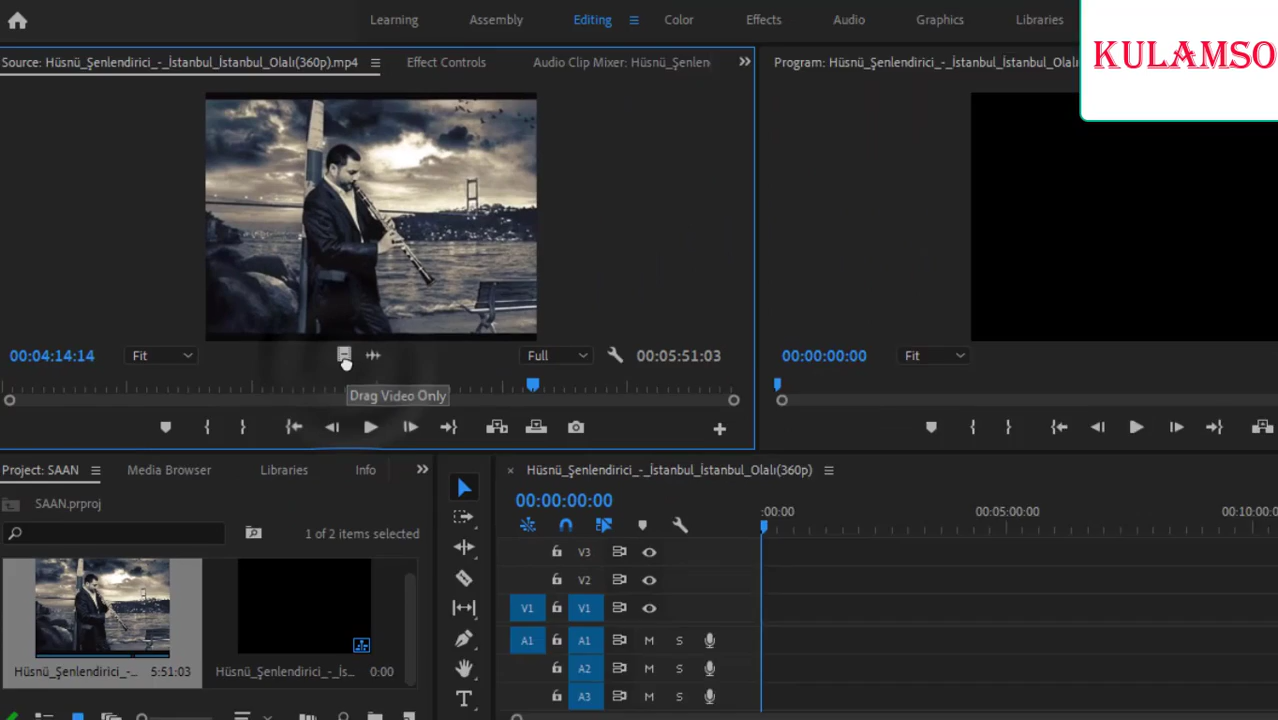 Learning Assembly Editing Color Effects Audio Graphics Libraries
KULAMSO
Source: Hüsnü_Şenlendirici_-_İstanbul_İstanbul_Olalı(360p).mp4 Effect Controls Audio Clip Mixer: Hüsnü_Şenlen
Program: Hüsnü_Şenlendirici_-_İstanbul_İstanbul_Olalı(360p)
00:04:14:14 Fit Full 00:05:51:03
00:00:00:00 Fit
Drag Video Only
Project: SAAN Media Browser Libraries Info
SAAN.prproj
1 of 2 items selected
Hüsnü_Şenlendirici_-_... 5:51:03
Hüsnü_Şenlendirici_-_İs... 0:00
Hüsnü_Şenlendirici_-_İstanbul_İstanbul_Olalı(360p)
00:00:00:00
:00:00 00:05:00:00 00:10:00:0
V3
V2
V1 V1
A1 A1 M S
A2 M S
A3 M S